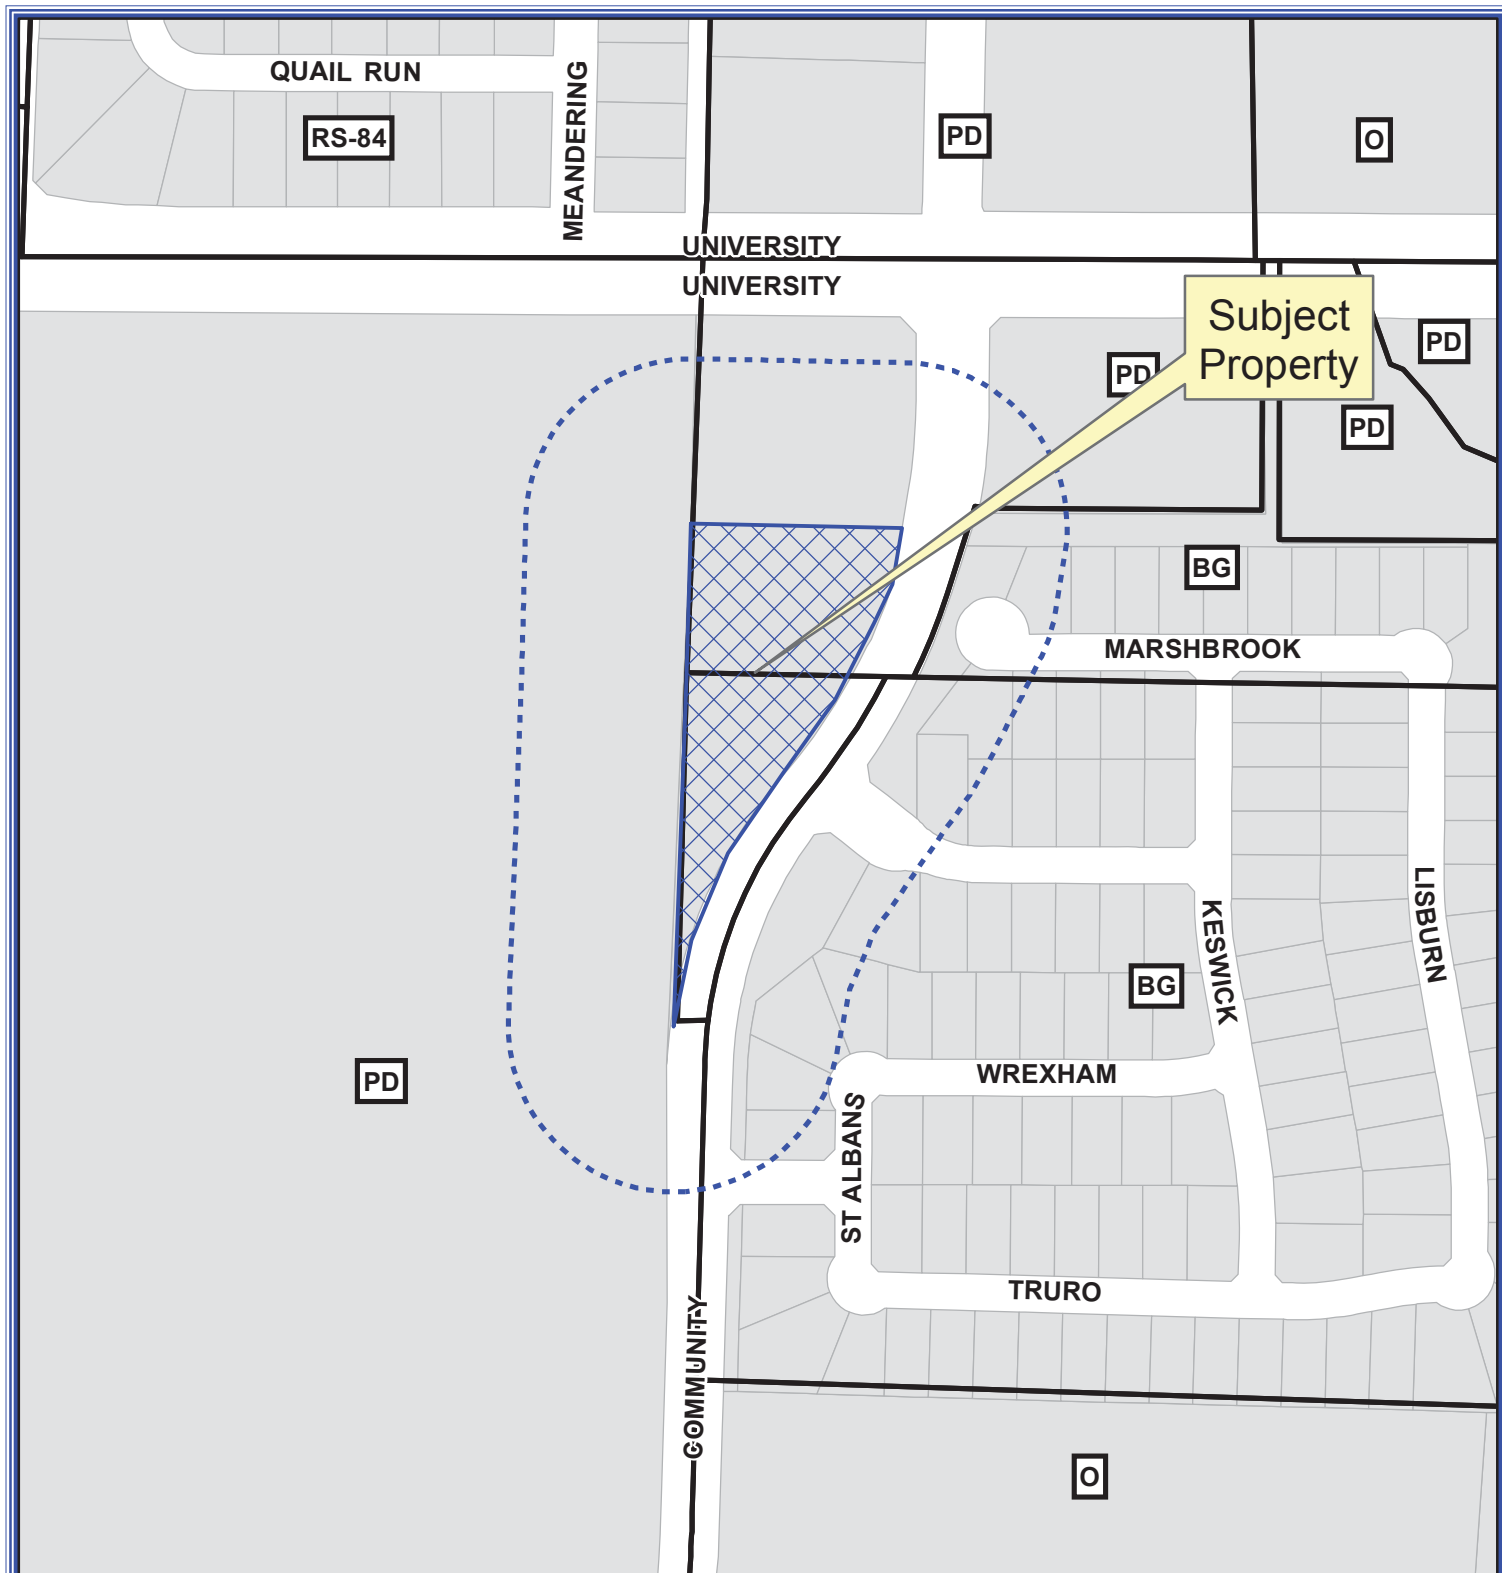 QUAIL RUN
MEANDERING
RS-84
PD
O
UNIVERSITY
UNIVERSITY
Subject
Property
PD
PD
PD
BG
MARSHBROOK
LISBURN
KESWICK
BG
WREXHAM
PD
ST ALBANS
TRURO
COMMUNITY
O